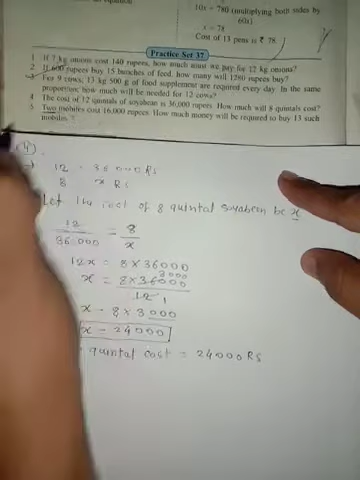 10x = 780 (multiplying both sides by
60x)
x = 78
Cost of 13 pens is ₹ 78.
Practice Set 37
1. If 7 kg onions cost 140 rupees, how much must we pay for 12 kg onions?
2. If 600 rupees buy 15 bunches of feed, how many will 1280 rupees buy?
3. For 9 cows, 13 kg 500 g of food supplement are required every day. In the same
proportion, how much will be needed for 12 cows?
4. The cost of 12 quintals of soyabean is 36,000 rupees. How much will 8 quintals cost?
5. Two mobiles cost 16,000 rupees. How much money will be required to buy 13 such
mobiles ?
(4)
→ 12 - 36000 RS
8 x RS
Let the cost of 8 quintal soyabeen be x
12/36000 = 8/x
12x = 8×36000
x = 8×36000/12
3000
1
x - 8×3000
x - 24000
quintal cost = 24000 RS